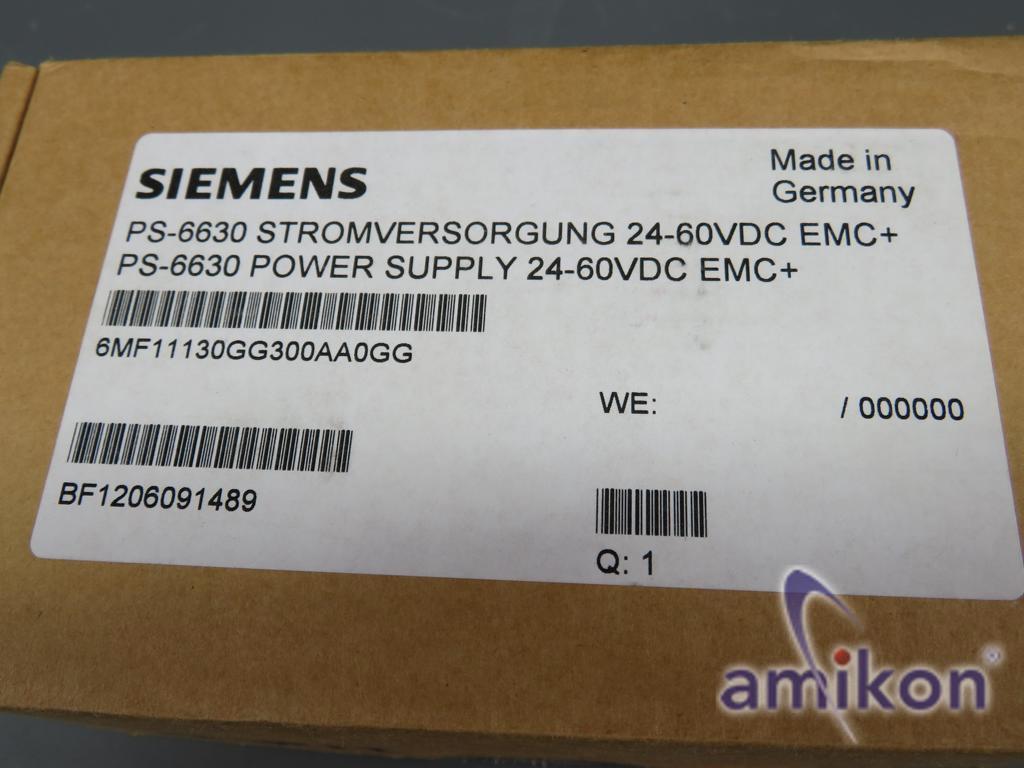 SIEMENS
Made in
Germany
PS-6630 STROMVERSORGUNG 24-60VDC EMC+
PS-6630 POWER SUPPLY 24-60VDC EMC+
6MF11130GG300AA0GG
WE: / 000000
BF1206091489
Q: 1
amikon®